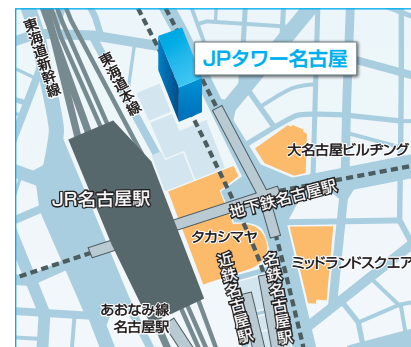 東海道新幹線
東海道本線
JPタワー名古屋
大名古屋ビルヂング
JR名古屋駅
地下鉄名古屋駅
タカシマヤ
近鉄名古屋駅
名鉄名古屋駅
ミッドランドスクエア
あおなみ線
名古屋駅